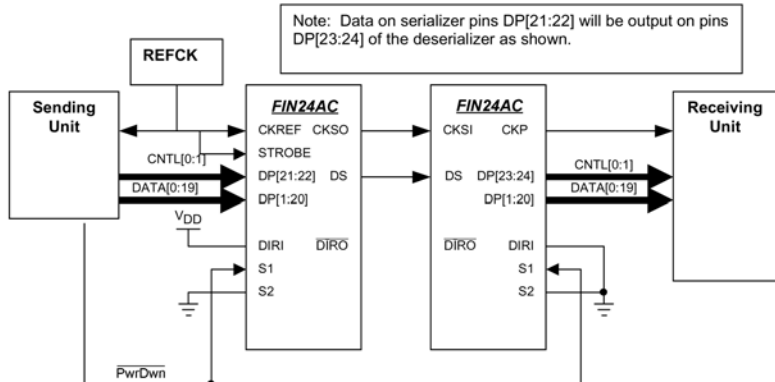 Note: Data on serializer pins DP[21:22] will be output on pins
DP[23:24] of the deserializer as shown.
REFCK
Sending
Unit
FIN24AC
FIN24AC
Receiving
Unit
CKREF CKSO
CKSI CKP
STROBE
CNTL[0:1]
DP[21:22] DS
DS DP[23:24]
CNTL[0:1]
DATA[0:19]
DP[1:20]
DP[1:20]
DATA[0:19]
VDD
DIRI DIRO
DIRO DIRI
S1
S1
S2
S2
PwrDwn